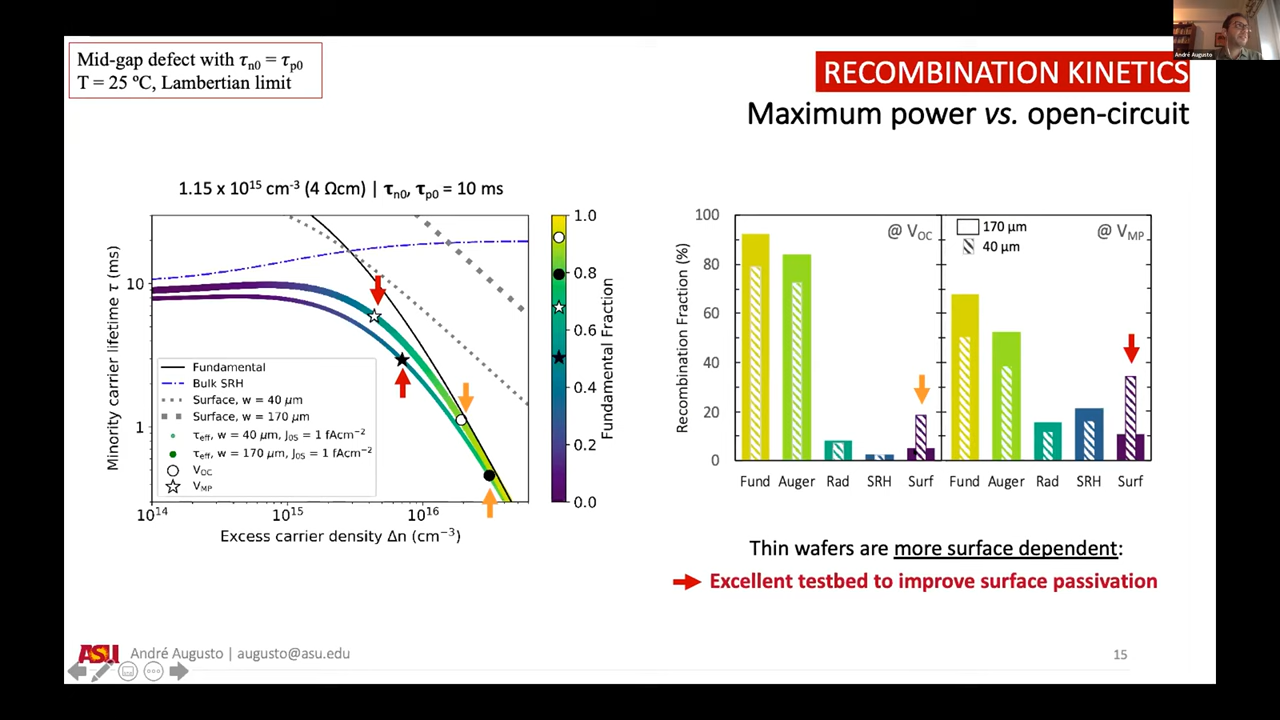 Mid-gap defect with τn0 = τp0
T = 25 ºC, Lambertian limit
André Augusto
RECOMBINATION KINETICS
Maximum power vs. open-circuit
1.15 x 10¹⁵ cm⁻³ (4 Ωcm) | τn0, τp0 = 10 ms
Minority carrier lifetime τ (ms)
10
1
Fundamental
Bulk SRH
Surface, w = 40 μm
Surface, w = 170 μm
τeff, w = 40 μm, J0S = 1 fAcm⁻²
τeff, w = 170 μm, J0S = 1 fAcm⁻²
VOC
VMP
10¹⁴ 10¹⁵ 10¹⁶
Excess carrier density Δn (cm⁻³)
1.0
0.8
0.6
0.4
0.2
0.0
Fundamental Fraction
Recombination Fraction (%)
100
80
60
40
20
0
@ VOC
170 μm
40 μm
@ VMP
Fund Auger Rad SRH Surf Fund Auger Rad SRH Surf
Thin wafers are more surface dependent:
Excellent testbed to improve surface passivation
ASU André Augusto | augusto@asu.edu
15